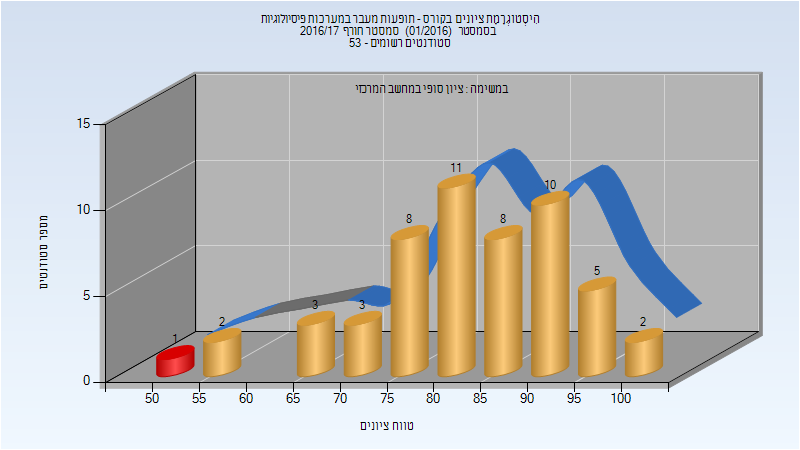 היסטוגרמת ציונים בקורס - תופעות מעבר במערכות פיסיולוגיות
בסמסטר (01/2016) סמסטר חורף 2016/17
סטודנטים רשומים - 53
במשימה : ציון סופי במחשב המרכזי
מספר סטודנטים
15
10
5
0
1
2
3
3
8
11
8
10
5
2
50 55 60 65 70 75 80 85 90 95 100
טווח ציונים